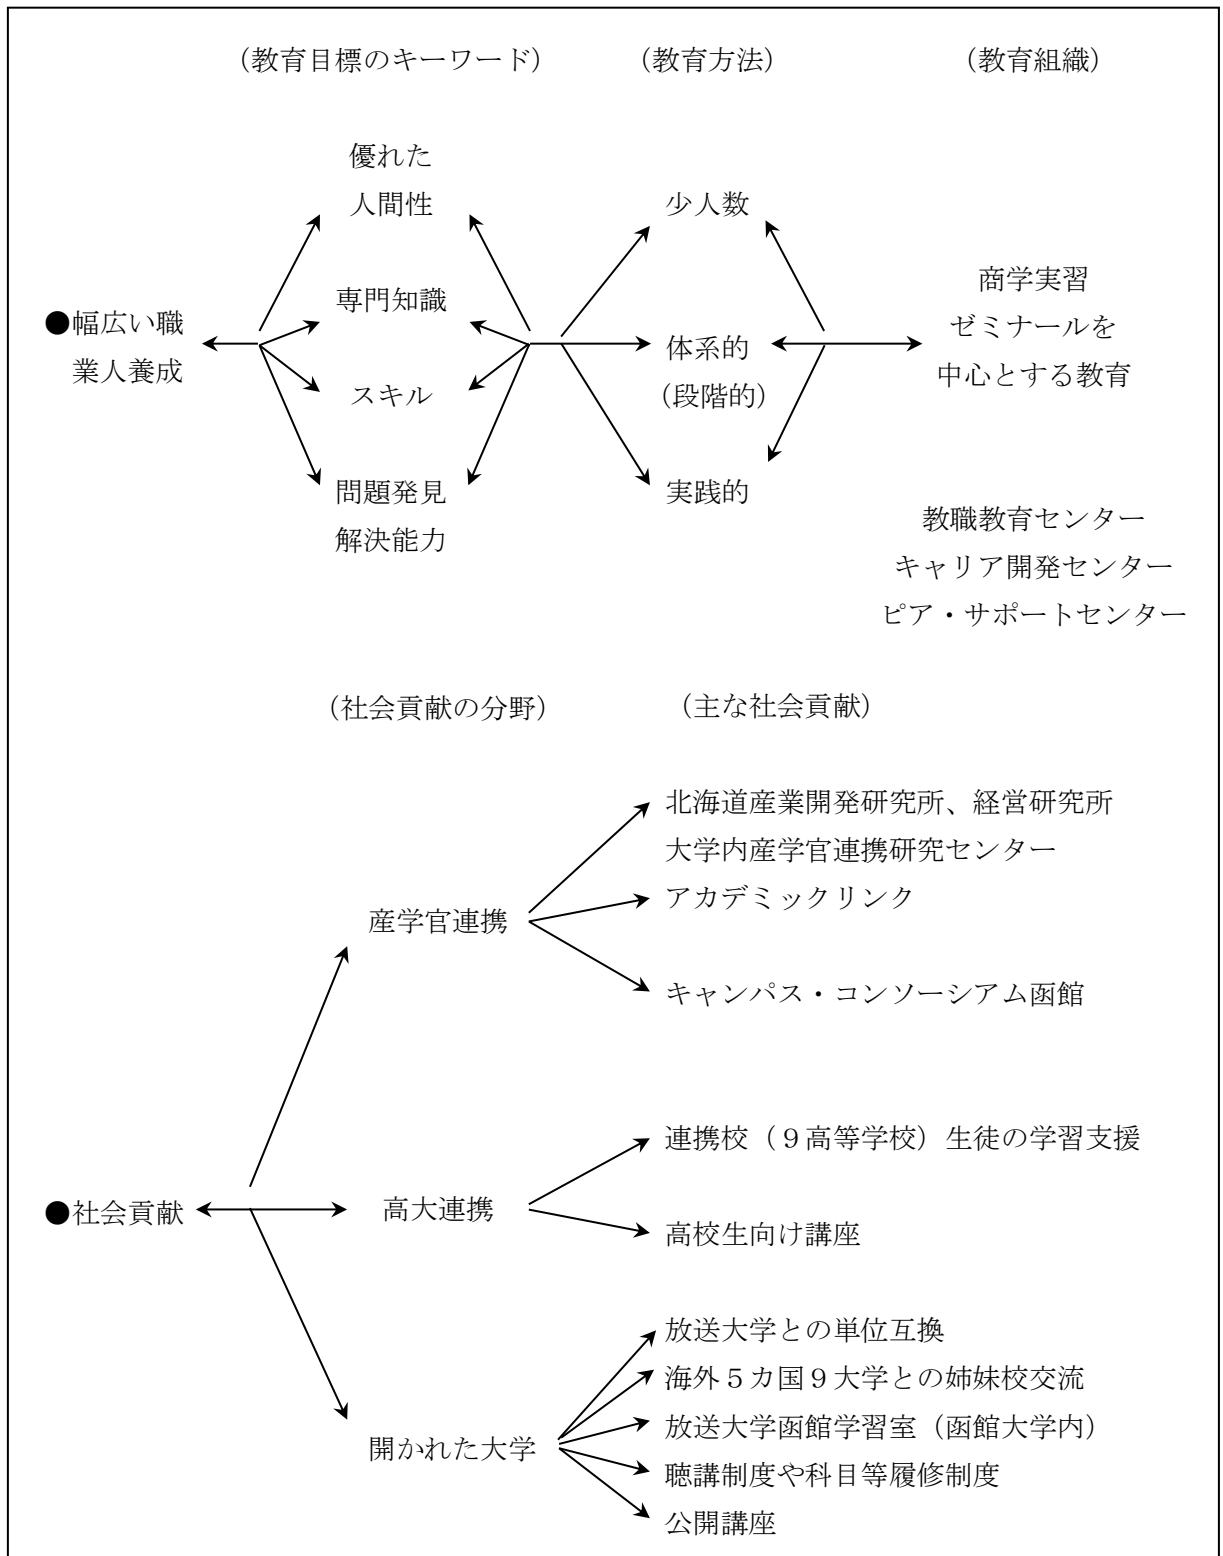 （教育目標のキーワード）
（教育方法）
（教育組織）
優れた
人間性
専門知識
スキル
問題発見
解決能力
●幅広い職
業人養成
少人数
体系的
（段階的）
実践的
商学実習
ゼミナールを
中心とする教育
教職教育センター
キャリア開発センター
ピア・サポートセンター
（社会貢献の分野）
（主な社会貢献）
●社会貢献
産学官連携
北海道産業開発研究所、経営研究所
大学内産学官連携研究センター
アカデミックリンク
キャンパス・コンソーシアム函館
高大連携
連携校（９高等学校）生徒の学習支援
高校生向け講座
開かれた大学
放送大学との単位互換
海外５カ国９大学との姉妹校交流
放送大学函館学習室（函館大学内）
聴講制度や科目等履修制度
公開講座